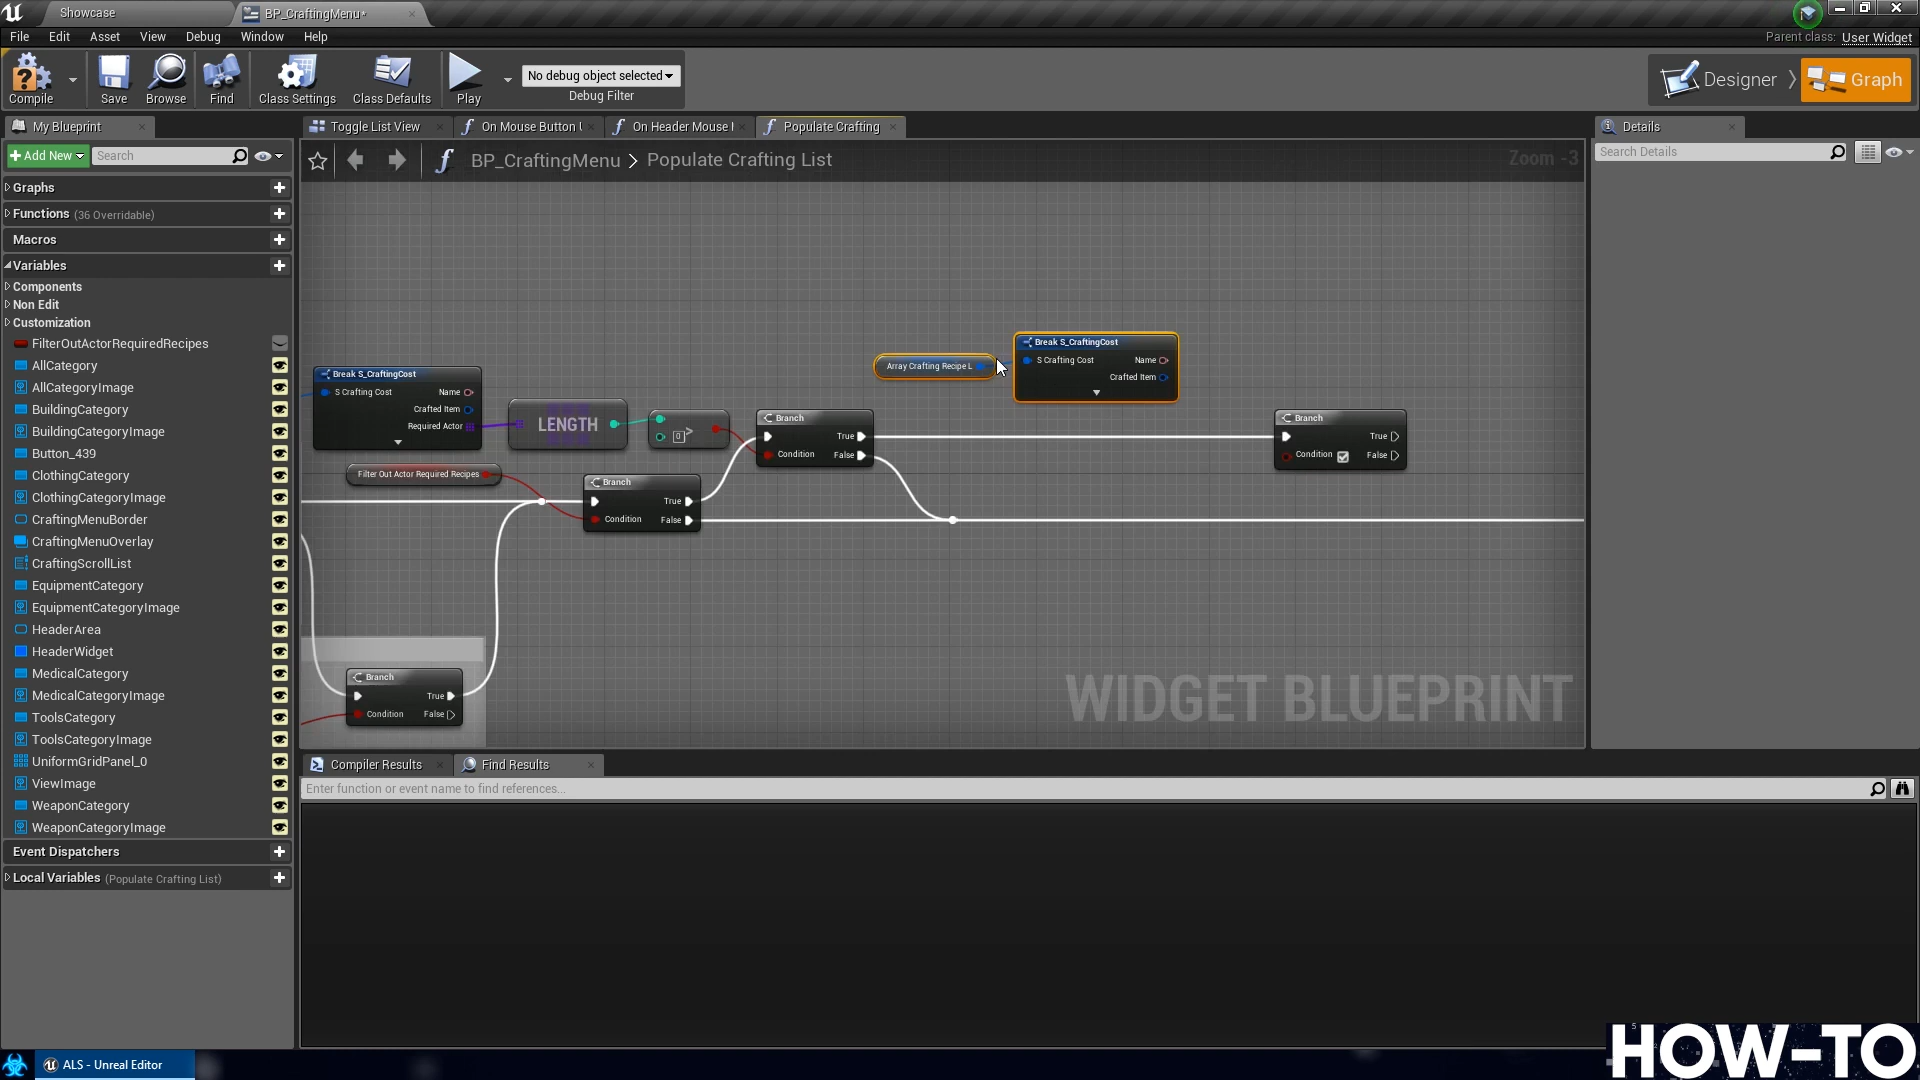 Showcase
BP_CraftingMenu*
File Edit Asset View Debug Window Help
Parent class: User Widget
Compile
Save
Browse
Find
Class Settings
Class Defaults
Play
No debug object selected
Debug Filter
Designer
Graph
My Blueprint
Toggle List View
On Mouse Button U
On Header Mouse
Populate Crafting
Details
Add New
Search
BP_CraftingMenu > Populate Crafting List
Zoom -3
Search Details
Graphs
Functions (36 Overridable)
Macros
Variables
Components
Non Edit
Customization
FilterOutActorRequiredRecipes
AllCategory
AllCategoryImage
BuildingCategory
BuildingCategoryImage
Button_439
ClothingCategory
ClothingCategoryImage
CraftingMenuBorder
CraftingMenuOverlay
CraftingScrollList
EquipmentCategory
EquipmentCategoryImage
HeaderArea
HeaderWidget
MedicalCategory
MedicalCategoryImage
ToolsCategory
ToolsCategoryImage
UniformGridPanel_0
ViewImage
WeaponCategory
WeaponCategoryImage
Event Dispatchers
Local Variables (Populate Crafting List)
Break S_CraftingCost
S Crafting Cost
Name
Crafted Item
Required Actor
LENGTH
0
>
Filter Out Actor Required Recipes
Branch
Condition
True
False
Branch
Condition
True
False
Array Crafting Recipe L
Break S_CraftingCost
S Crafting Cost
Name
Crafted Item
Branch
Condition
True
False
Branch
Condition
True
False
WIDGET BLUEPRINT
Compiler Results
Find Results
Enter function or event name to find references...
ALS - Unreal Editor
HOW-TO